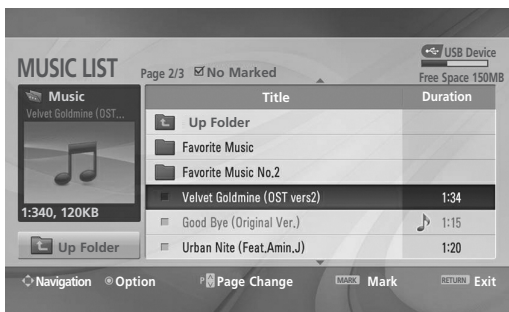 USB Device
MUSIC LIST Page 2/3 No Marked Free Space 150MB
Music
Velvet Goldmine (OST...
1:340, 120KB
Up Folder
Title Duration
Up Folder
Favorite Music
Favorite Music No.2
Velvet Goldmine (OST vers2) 1:34
Good Bye (Original Ver.) 1:15
Urban Nite (Feat.Amin.J) 1:20
Navigation Option P Page Change MARK Mark RETURN Exit